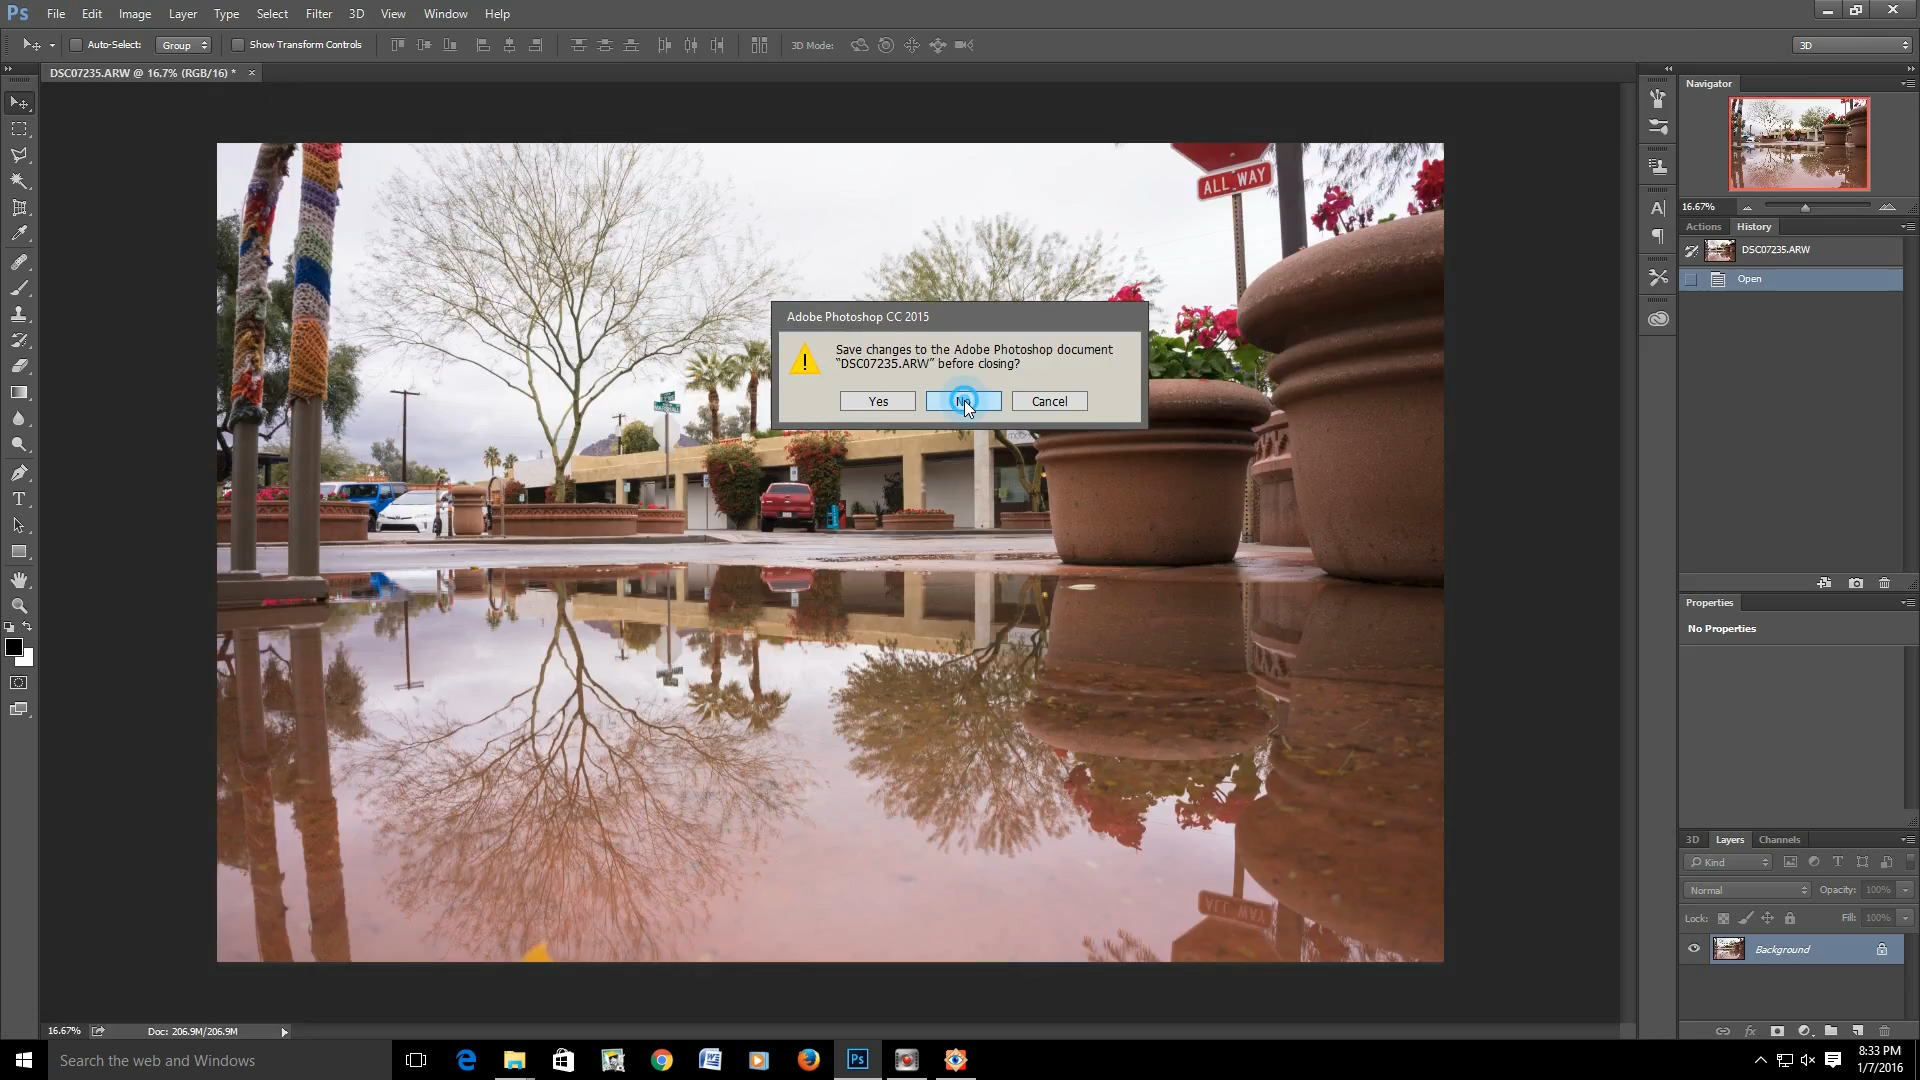 Ps File Edit Image Layer Type Select Filter 3D View Window Help
Auto-Select: Group Show Transform Controls 3D Mode: 3D
DSC07235.ARW @ 16.7% (RGB/16) * ×
Navigator
ALL WAY
16.67%
Actions History
DSC07235.ARW
Open
Adobe Photoshop CC 2015
Save changes to the Adobe Photoshop document
“DSC07235.ARW” before closing?
Yes No Cancel
Properties
No Properties
3D Layers Channels
Kind
Normal Opacity: 100%
Lock: Fill: 100%
Background
16.67% Doc: 206.9M/206.9M
Search the web and Windows
8:33 PM
1/7/2016